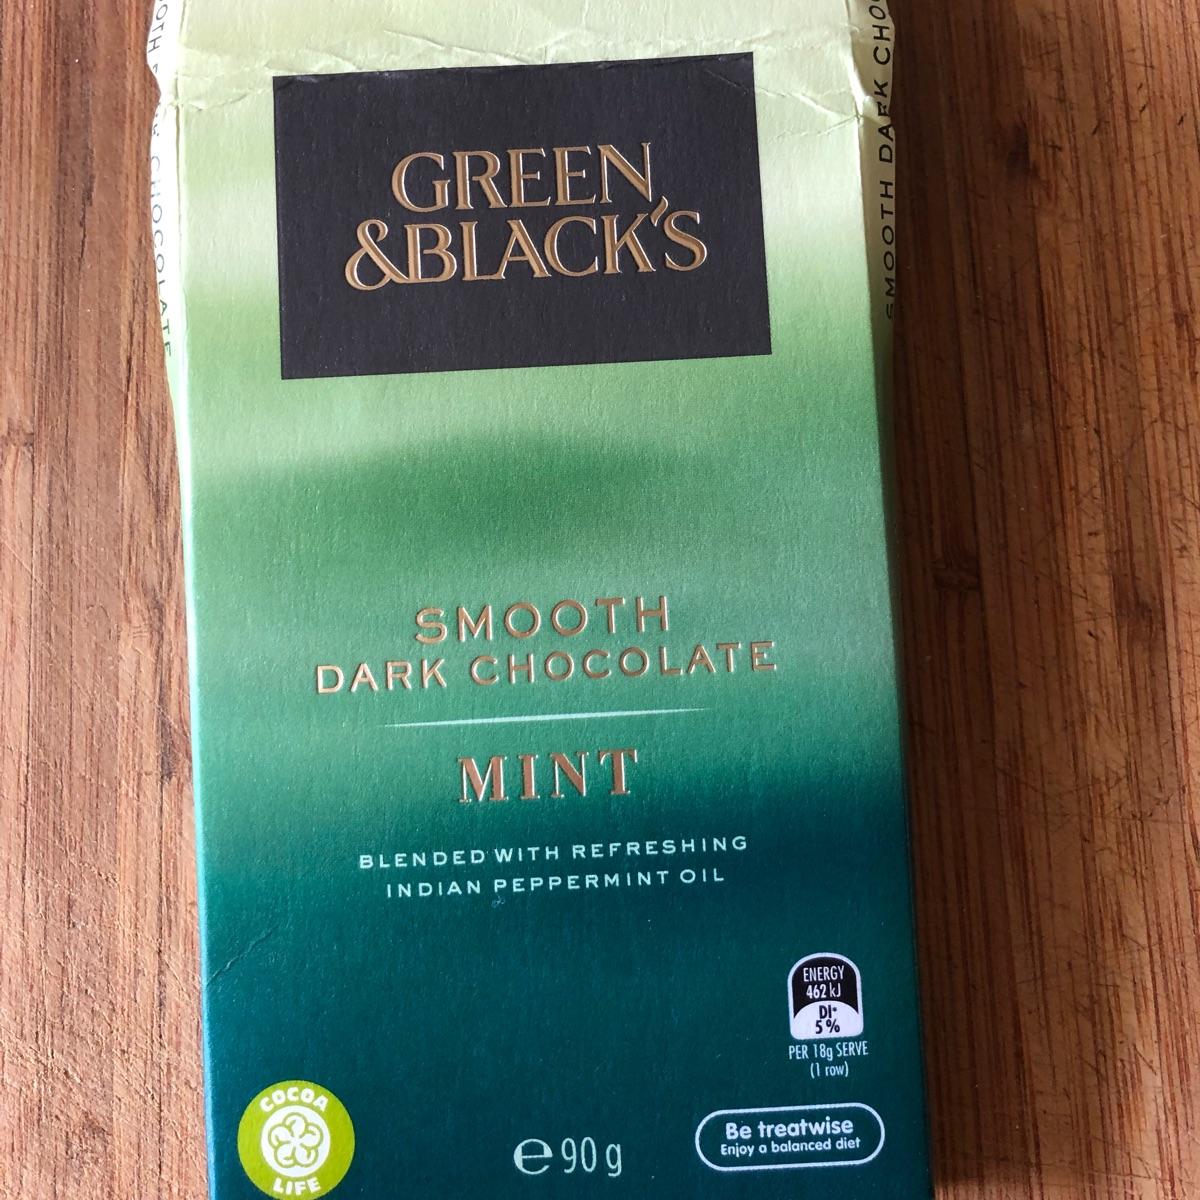 GREEN
&BLACK'S
SMOOTH
DARK CHOCOLATE
MINT
BLENDED WITH REFRESHING
INDIAN PEPPERMINT OIL
ENERGY
462 kJ
DI*
5%
PER 18g SERVE
(1 row)
COCOA
LIFE
e 90 g
Be treatwise
Enjoy a balanced diet
CHOCOLATE
SMOOTH DARK